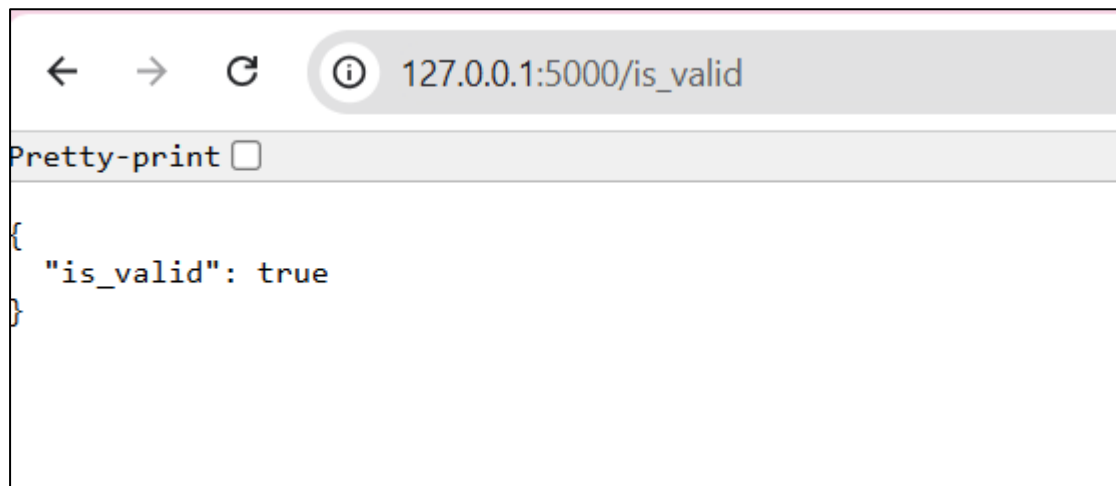 127.0.0.1:5000/is_valid
Pretty-print
{
  "is_valid": true
}